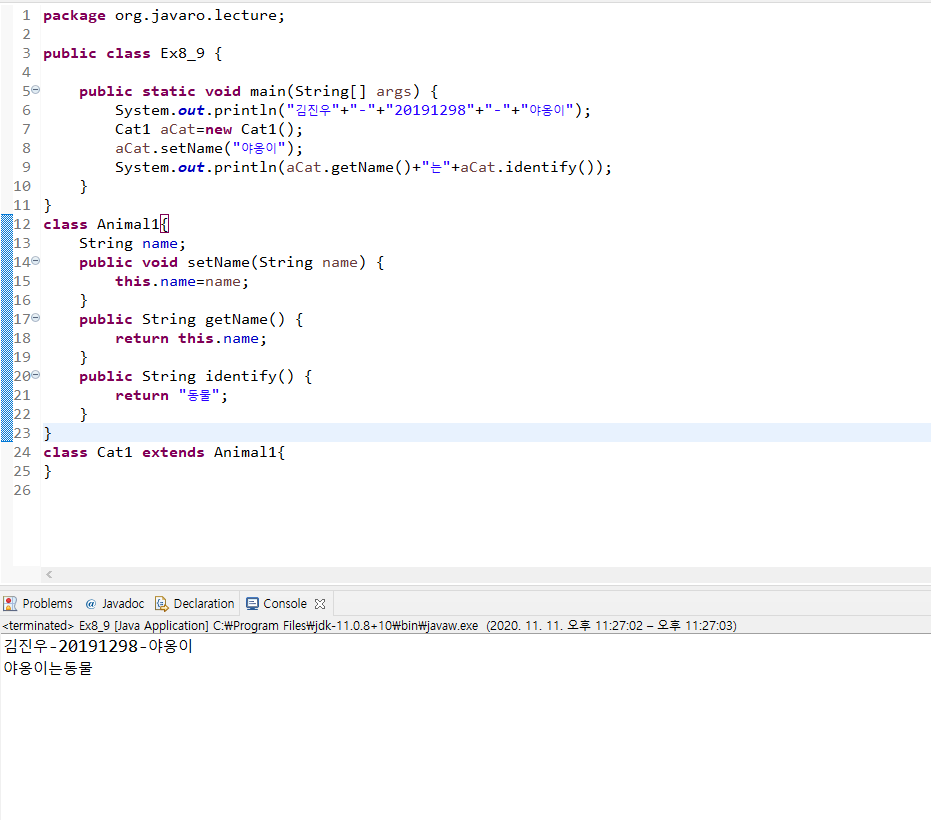 1 package org.javaro.lecture;
2
3 public class Ex8_9 {
4
5 public static void main(String[] args) {
6 System.out.println("김진우"+"-"+"20191298"+"-"+"야옹이");
7 Cat1 aCat=new Cat1();
8 aCat.setName("야옹이");
9 System.out.println(aCat.getName()+"는"+aCat.identify());
10 }
11 }
12 class Animal1{
13 String name;
14 public void setName(String name) {
15 this.name=name;
16 }
17 public String getName() {
18 return this.name;
19 }
20 public String identify() {
21 return "동물";
22 }
23 }
24 class Cat1 extends Animal1{
25 }
26
Problems @ Javadoc Declaration Console
<terminated> Ex8_9 [Java Application] C:₩Program Files₩jdk-11.0.8+10₩bin₩javaw.exe (2020. 11. 11. 오후 11:27:02 – 오후 11:27:03)
김진우-20191298-야옹이
야옹이는동물